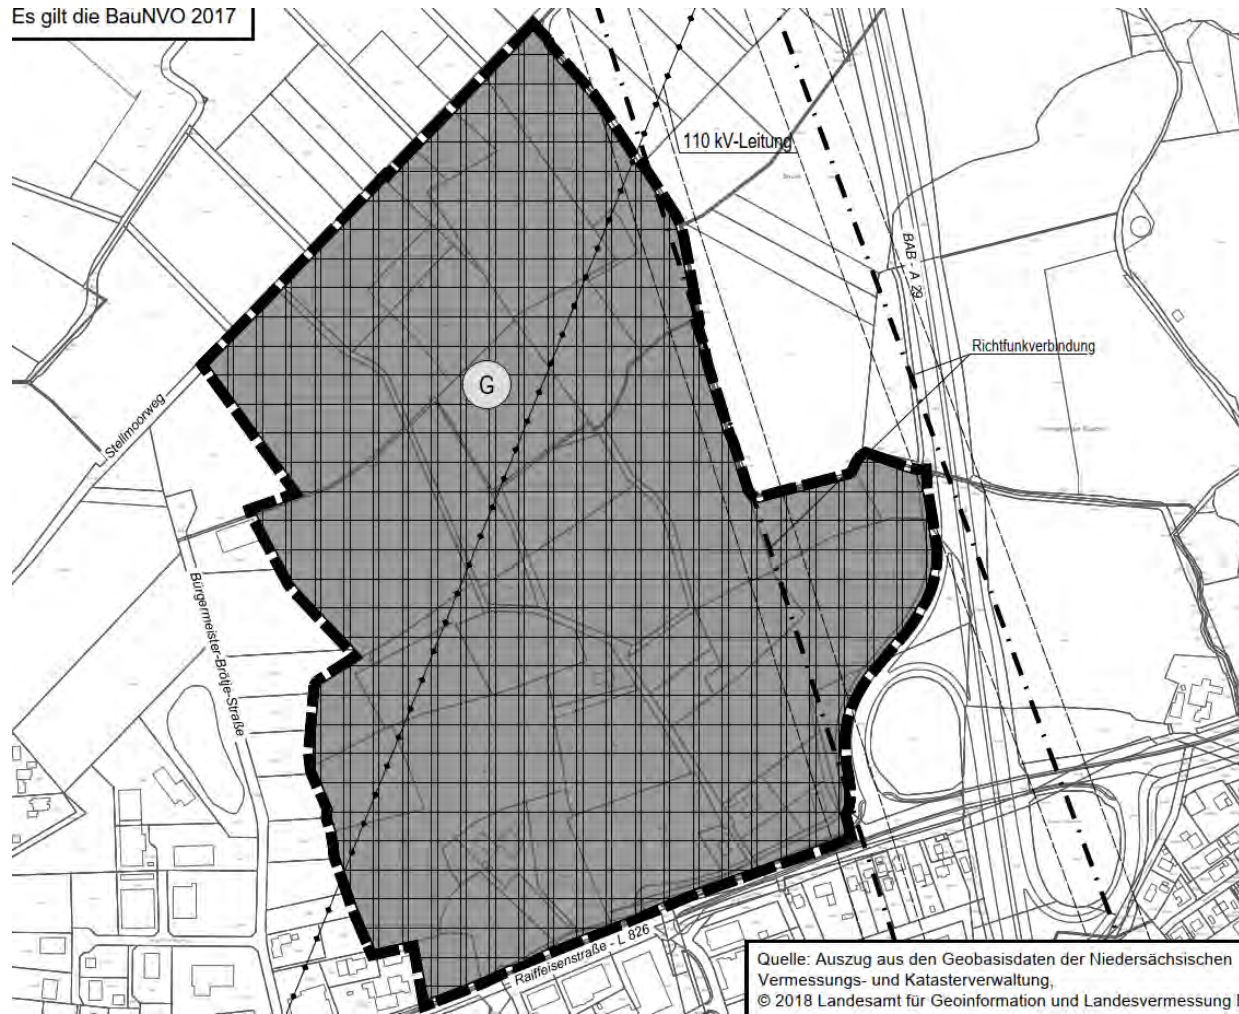 Es gilt die BauNVO 2017
110 kV-Leitung
BAB - A 29
Richtfunkverbindung
G
Stellmoorweg
Bürgermeister-Brötje-Straße
Raiffeisenstraße - L 826
Quelle: Auszug aus den Geobasisdaten der Niedersächsischen
Vermessungs- und Katasterverwaltung,
© 2018 Landesamt für Geoinformation und Landesvermessung